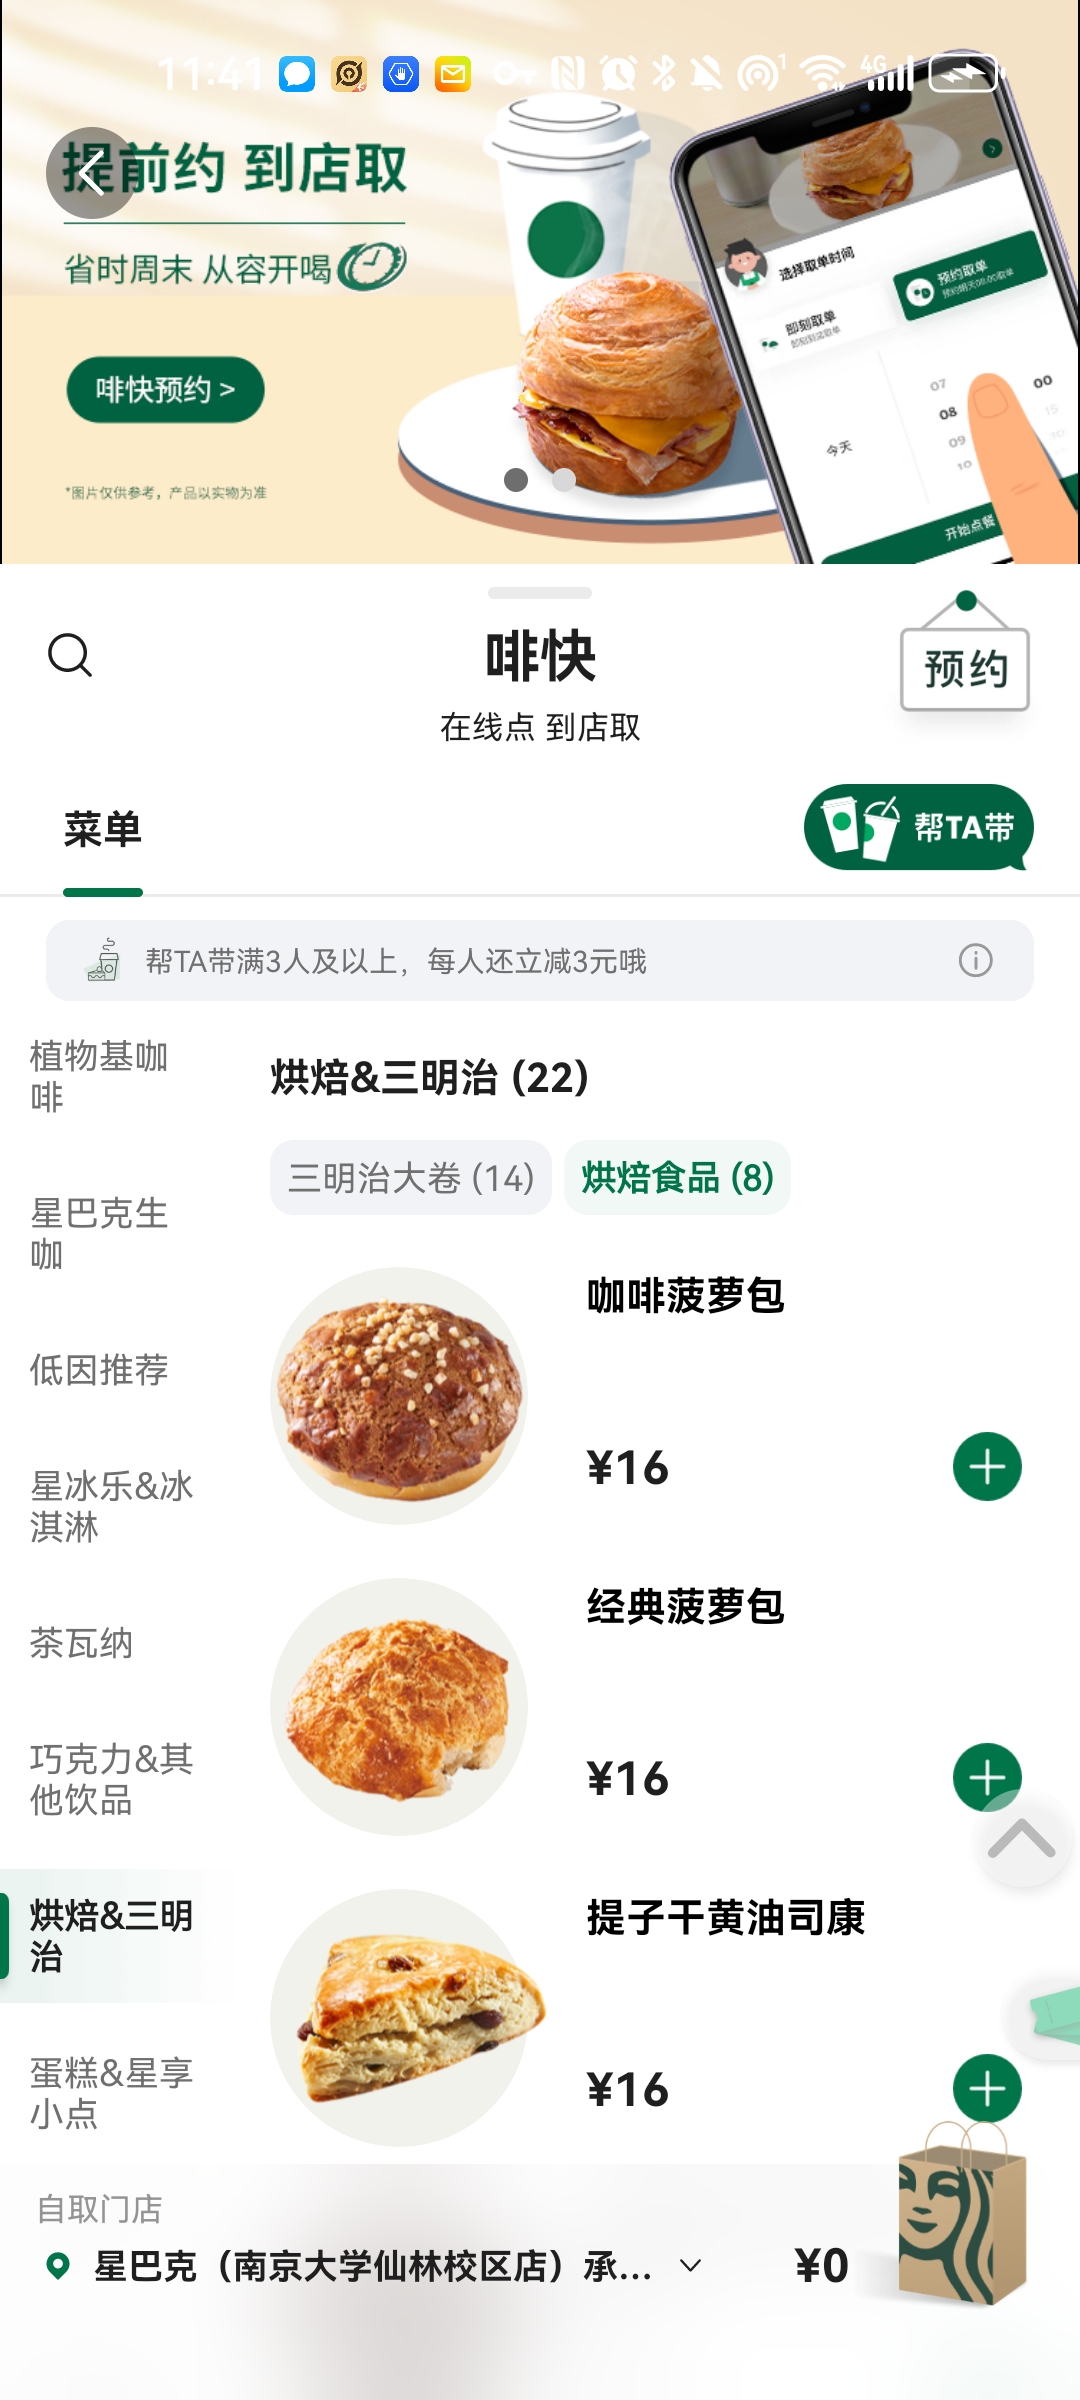 11:41
4G
提前约 到店取
省时周末 从容开喝
啡快预约 >
*图片仅供参考，产品以实物为准
选择取单时间
即刻取单
预约取单
今天
07
08
09
10
00
15
开始点餐
啡快
在线点 到店取
预约
菜单
帮TA带
帮TA带满3人及以上，每人还立减3元哦
植物基咖
啡
星巴克生
咖
低因推荐
星冰乐&冰
淇淋
茶瓦纳
巧克力&其
他饮品
烘焙&三明
治
蛋糕&星享
小点
烘焙&三明治 (22)
三明治大卷 (14)
烘焙食品 (8)
咖啡菠萝包
¥16
经典菠萝包
¥16
提子干黄油司康
¥16
自取门店
星巴克（南京大学仙林校区店）承...
¥0